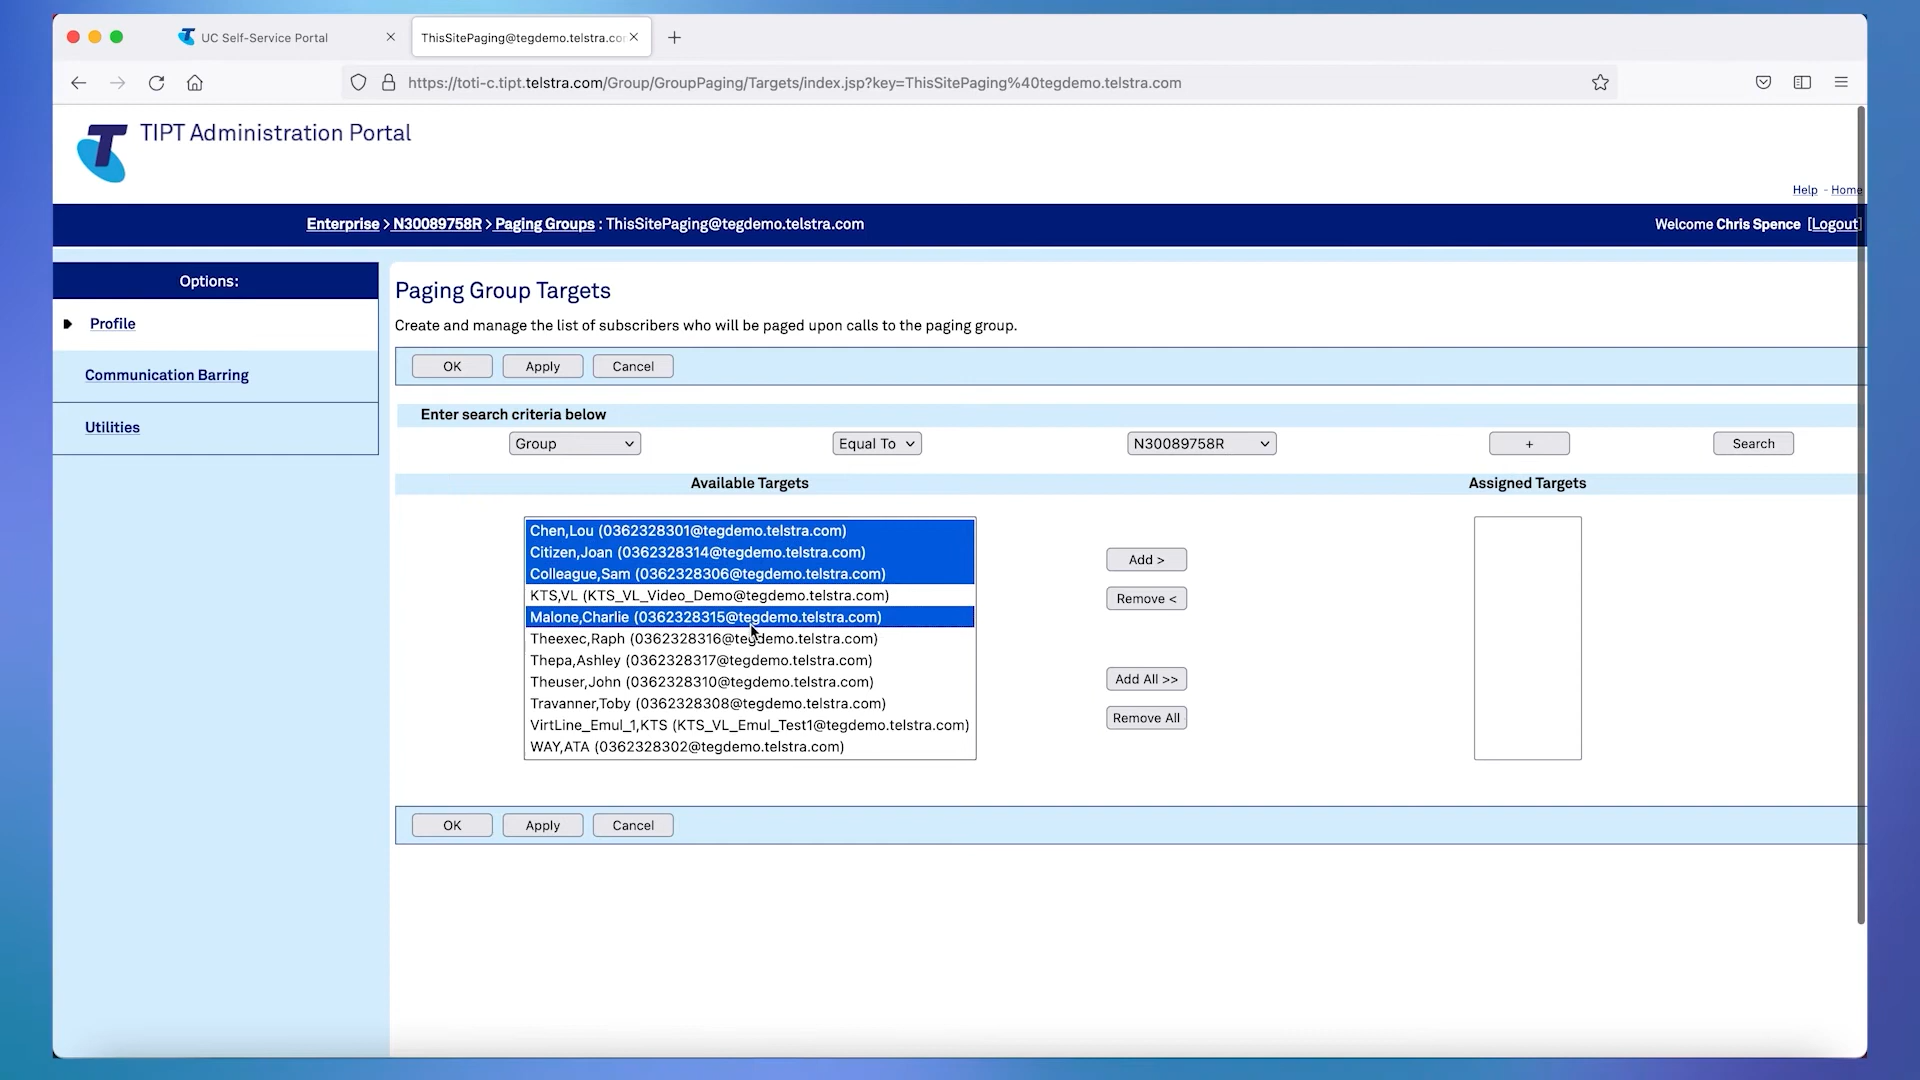 UC Self-Service Portal
ThisSitePaging@tegdemo.telstra.co
https://toti-c.tipt.telstra.com/Group/GroupPaging/Targets/index.jsp?key=ThisSitePaging%40tegdemo.telstra.com
TIPT Administration Portal
Help - Home
Enterprise > N30089758R > Paging Groups : ThisSitePaging@tegdemo.telstra.com
Welcome Chris Spence [Logout]
Options:
Profile
Communication Barring
Utilities
Paging Group Targets
Create and manage the list of subscribers who will be paged upon calls to the paging group.
OK Apply Cancel
Enter search criteria below
Group Equal To N30089758R + Search
Available Targets Assigned Targets
Chen,Lou (0362328301@tegdemo.telstra.com)
Citizen,Joan (0362328314@tegdemo.telstra.com)
Colleague,Sam (0362328306@tegdemo.telstra.com)
KTS,VL (KTS_VL_Video_Demo@tegdemo.telstra.com)
Malone,Charlie (0362328315@tegdemo.telstra.com)
Theexec,Raph (0362328316@tegdemo.telstra.com)
Thepa,Ashley (0362328317@tegdemo.telstra.com)
Theuser,John (0362328310@tegdemo.telstra.com)
Travanner,Toby (0362328308@tegdemo.telstra.com)
VirtLine_Emul_1,KTS (KTS_VL_Emul_Test1@tegdemo.telstra.com)
WAY,ATA (0362328302@tegdemo.telstra.com)
Add >
Remove <
Add All >>
Remove All
OK Apply Cancel